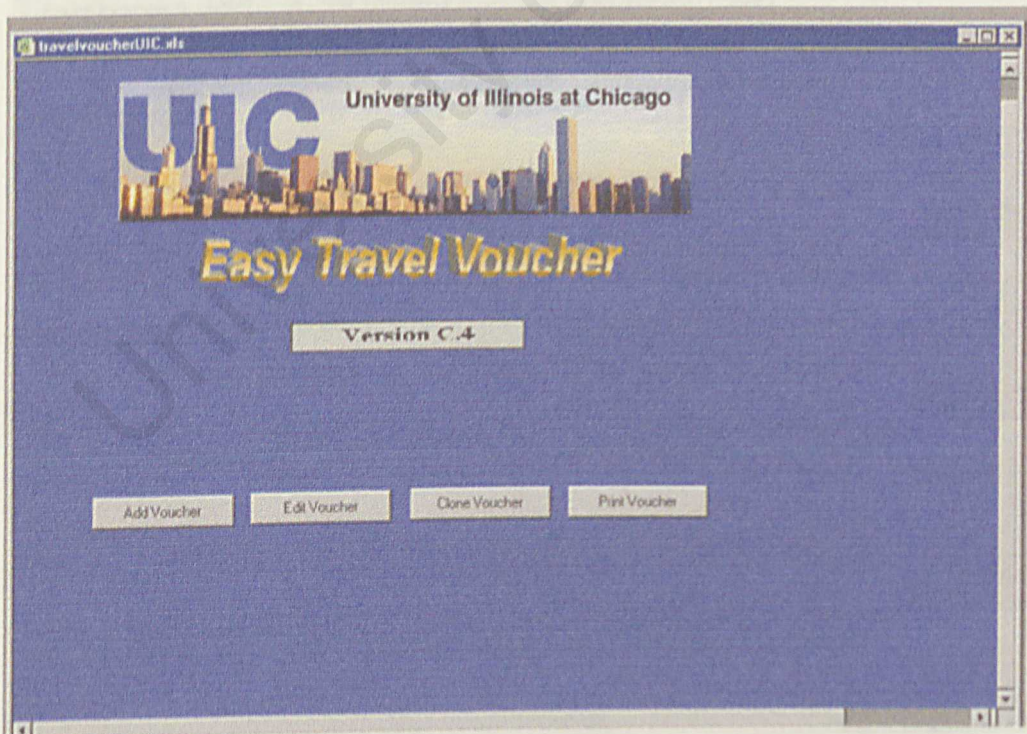 travelvoucherUIC.xls
UIC
University of Illinois at Chicago
Easy Travel Voucher
Version C.4
Add Voucher
Edit Voucher
Clone Voucher
Print Voucher
University